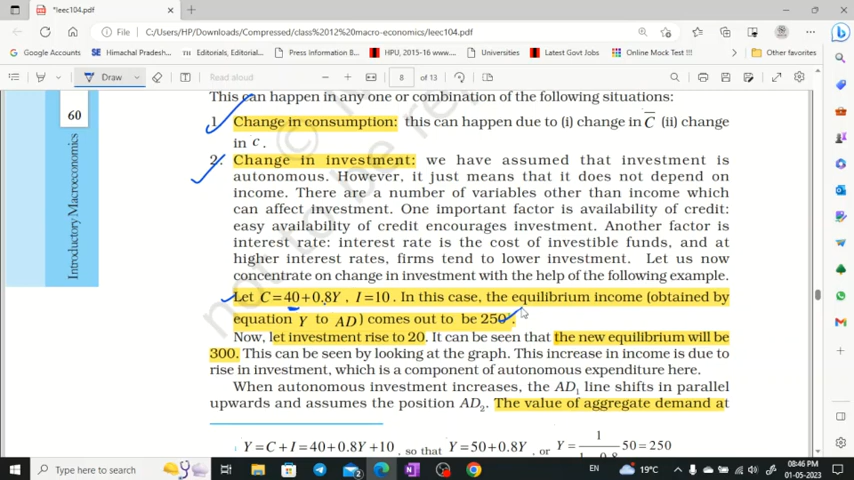 *leec104.pdf
File
C:/Users/HP/Downloads/Compressed/class%2012%20macro-economics/leec104.pdf
Google Accounts
Himachal Pradesh...
Editorials, Editorial...
Press Information B...
HPU, 2015-16 www....
Universities
Latest Govt Jobs
Online Mock Test...
Other favorites
Draw
Read aloud
8 of 13
This can happen in any one or combination of the following situations:
60
Introductory Macroeconomics
1. Change in consumption: this can happen due to (i) change in C̅ (ii) change
in c.
2. Change in investment: we have assumed that investment is
autonomous. However, it just means that it does not depend on
income. There are a number of variables other than income which
can affect investment. One important factor is availability of credit:
easy availability of credit encourages investment. Another factor is
interest rate: interest rate is the cost of investible funds, and at
higher interest rates, firms tend to lower investment. Let us now
concentrate on change in investment with the help of the following example.
Let C = 40 + 0.8Y, I = 10. In this case, the equilibrium income (obtained by
equation Y to AD) comes out to be 250¹.
Now, let investment rise to 20. It can be seen that the new equilibrium will be
300. This can be seen by looking at the graph. This increase in income is due to
rise in investment, which is a component of autonomous expenditure here.
When autonomous investment increases, the AD₁ line shifts in parallel
upwards and assumes the position AD₂. The value of aggregate demand at
Y = C + I = 40 + 0.8Y + 10, so that Y = 50 + 0.8Y, or Y = 1 50 = 250
Type here to search
EN
19°C
08:46 PM
01-05-2023